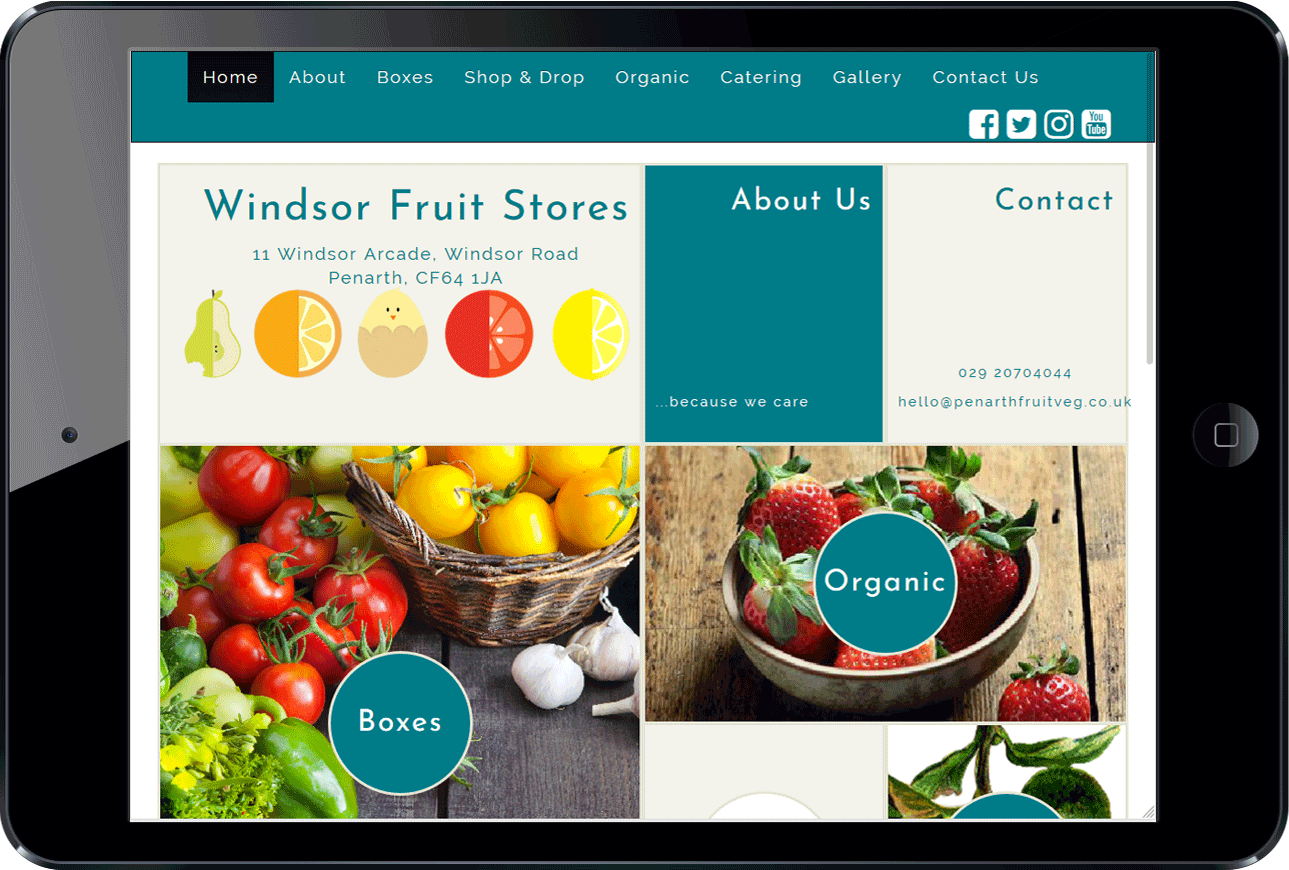 Home About Boxes Shop & Drop Organic Catering Gallery Contact Us
You
Tube
Windsor Fruit Stores
11 Windsor Arcade, Windsor Road
Penarth, CF64 1JA
About Us
...because we care
Contact
029 20704044
hello@penarthfruitveg.co.uk
Organic
Boxes